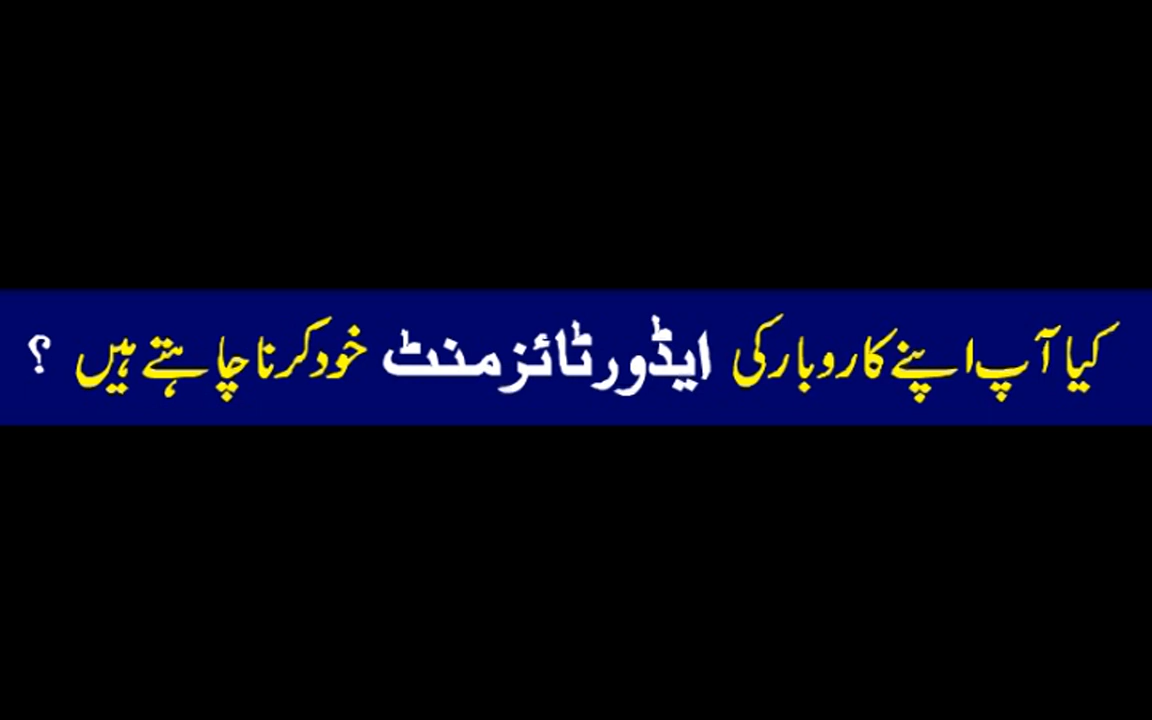 کیا آپ اپنے کاروبار کی ایڈورٹائزمنٹ خود کرنا چاہتے ہیں ؟